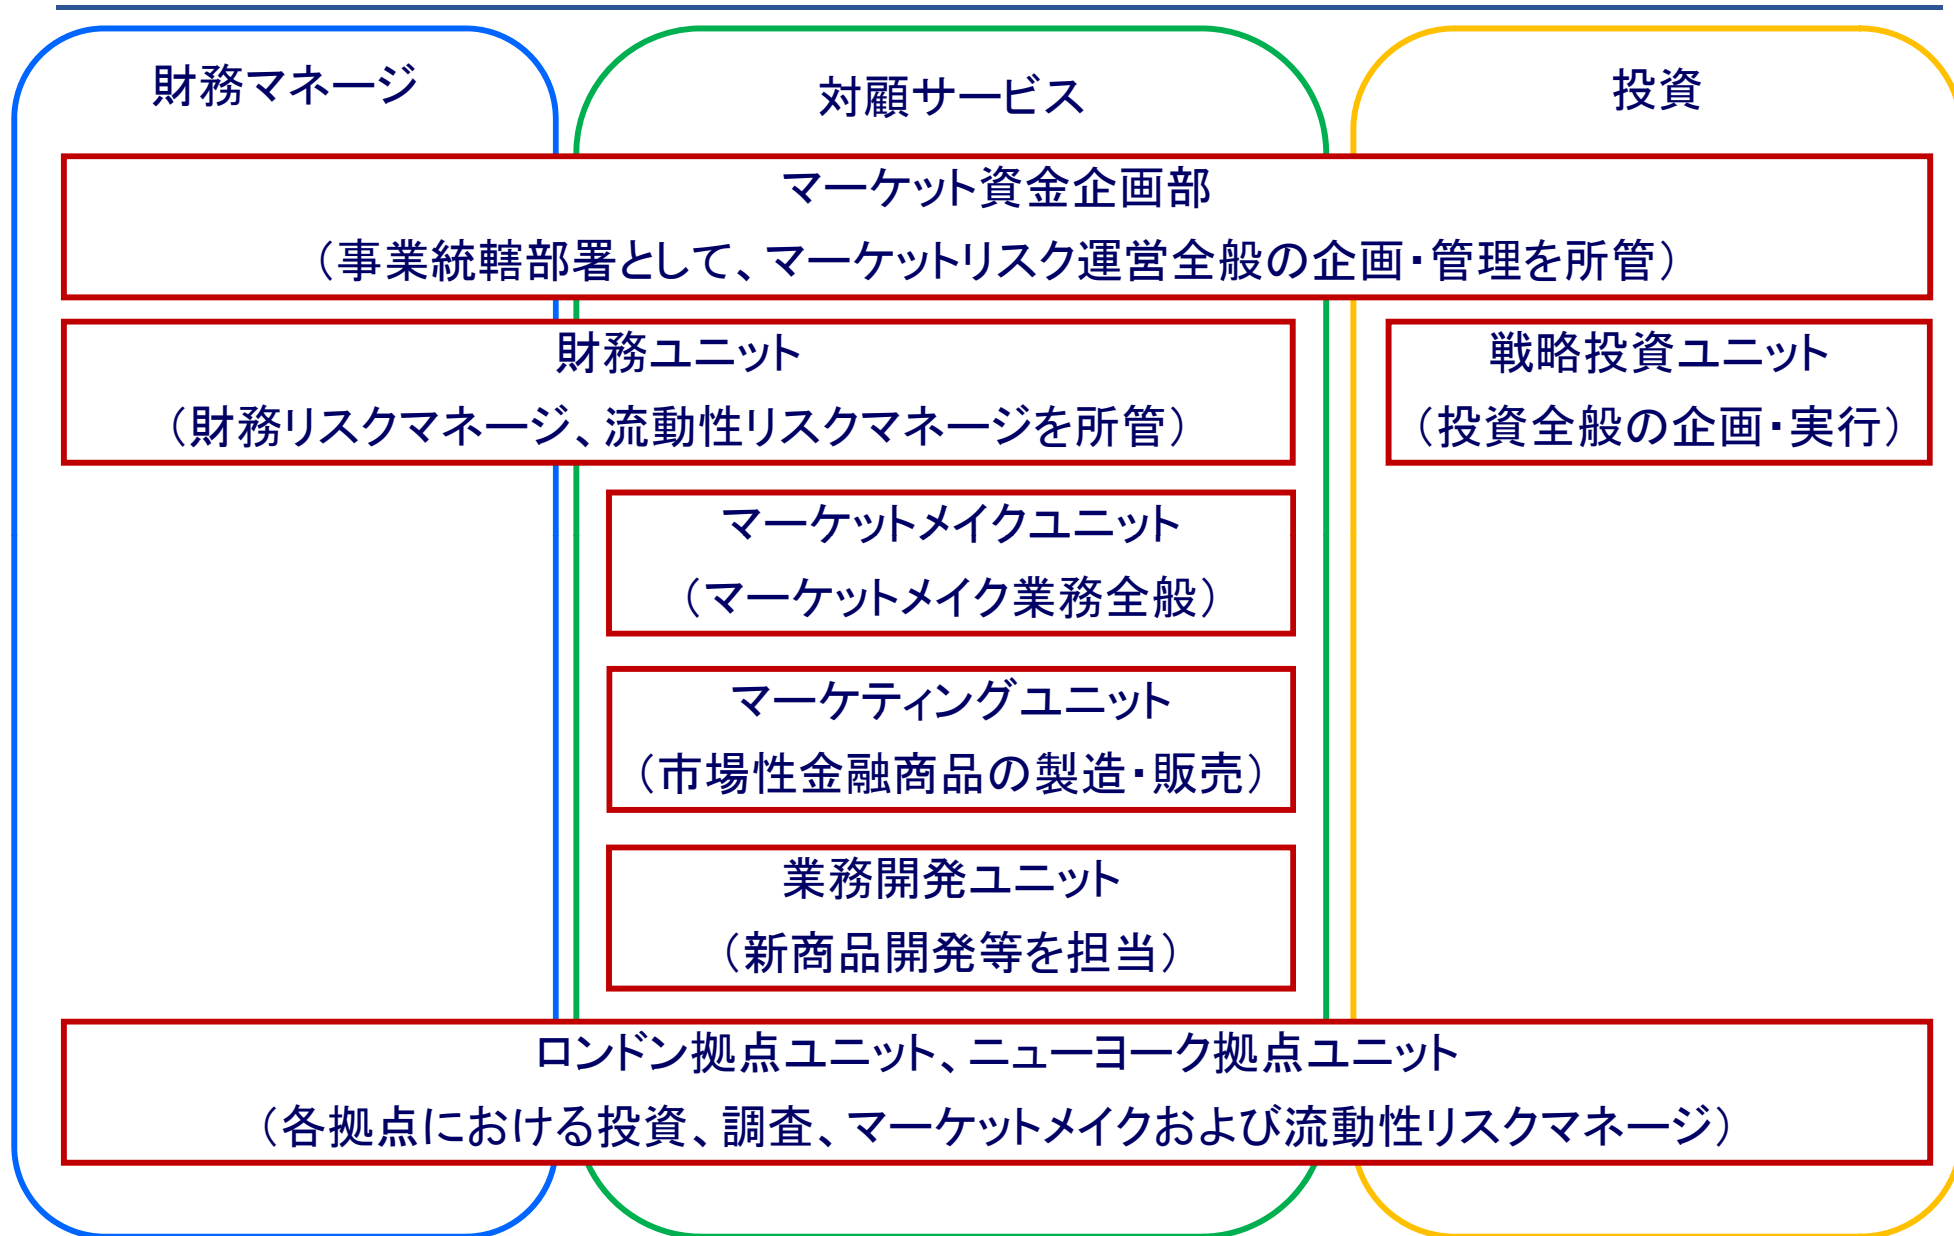 財務マネージ
対顧サービス
投資
マーケット資金企画部
（事業統轄部署として、マーケットリスク運営全般の企画・管理を所管）
財務ユニット
（財務リスクマネージ、流動性リスクマネージを所管）
戦略投資ユニット
（投資全般の企画・実行）
マーケットメイクユニット
（マーケットメイク業務全般）
マーケティングユニット
（市場性金融商品の製造・販売）
業務開発ユニット
（新商品開発等を担当）
ロンドン拠点ユニット、ニューヨーク拠点ユニット
（各拠点における投資、調査、マーケットメイクおよび流動性リスクマネージ）